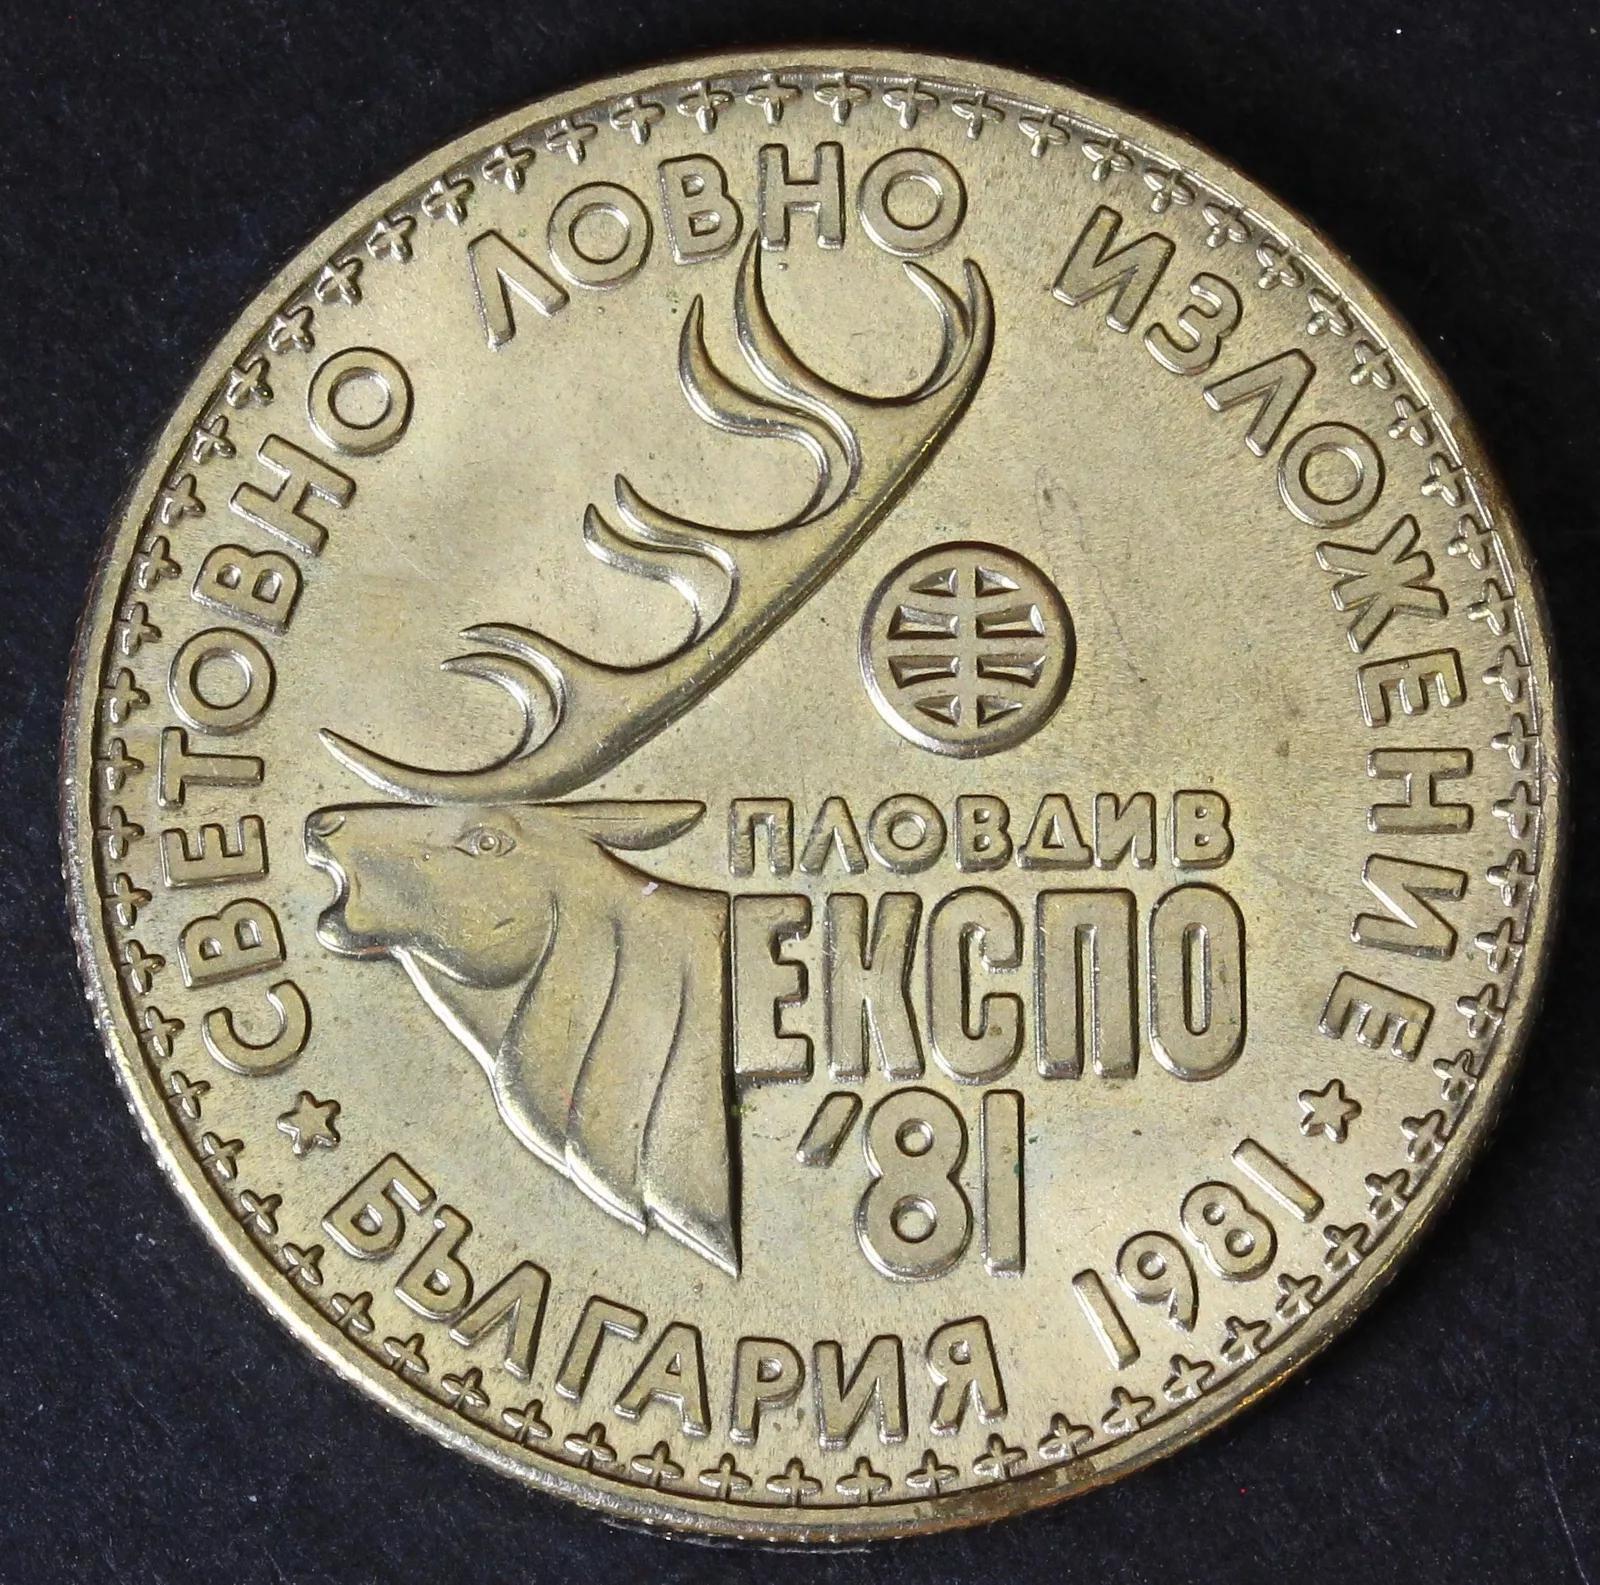 СВЕТОВНО ЛОВНО ИЗЛОЖЕНИЕ
ПЛОВДИВ
ЕКСПО
'81
БЪЛГАРИЯ 1981